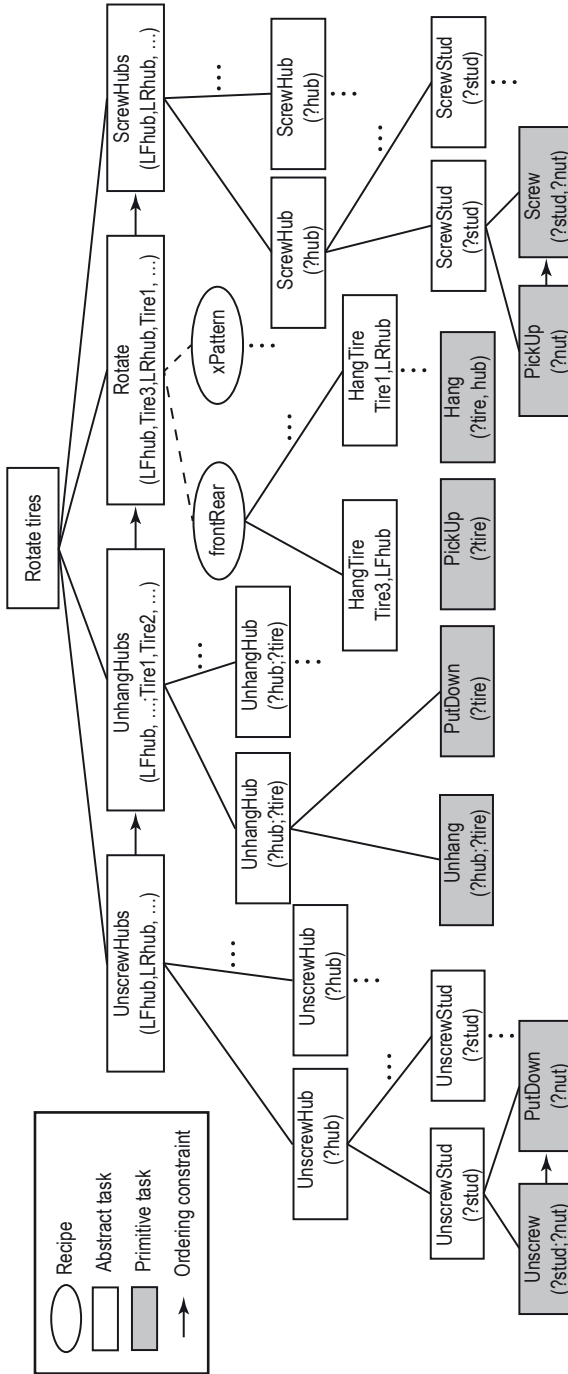 Recipe
Abstract task
Primitive task
Ordering constraint
Rotate tires
UnscrewHubs
(LFhub,LRhub, …)
UnhangHubs
(LFhub, …;Tire1,Tire2, …)
Rotate
(LFhub,Tire3,LRhub,Tire1, …)
ScrewHubs
(LFhub,LRhub, …)
…
…
…
UnscrewHub
(?hub)
UnscrewHub
(?hub)
UnhangHub
(?hub;?tire)
UnhangHub
(?hub;?tire)
frontRear
xPattern
ScrewHub
(?hub)
ScrewHub
(?hub)
…
…
…
…
…
…
…
…
UnscrewStud
(?stud)
UnscrewStud
(?stud)
HangTire
Tire3,LFhub
HangTire
Tire1,LRhub
ScrewStud
(?stud)
ScrewStud
(?stud)
…
…
…
Unscrew
(?stud;?nut)
PutDown
(?nut)
Unhang
(?hub;?tire)
PutDown
(?tire)
PickUp
(?tire)
Hang
(?tire, hub)
PickUp
(?nut)
Screw
(?stud,?nut)